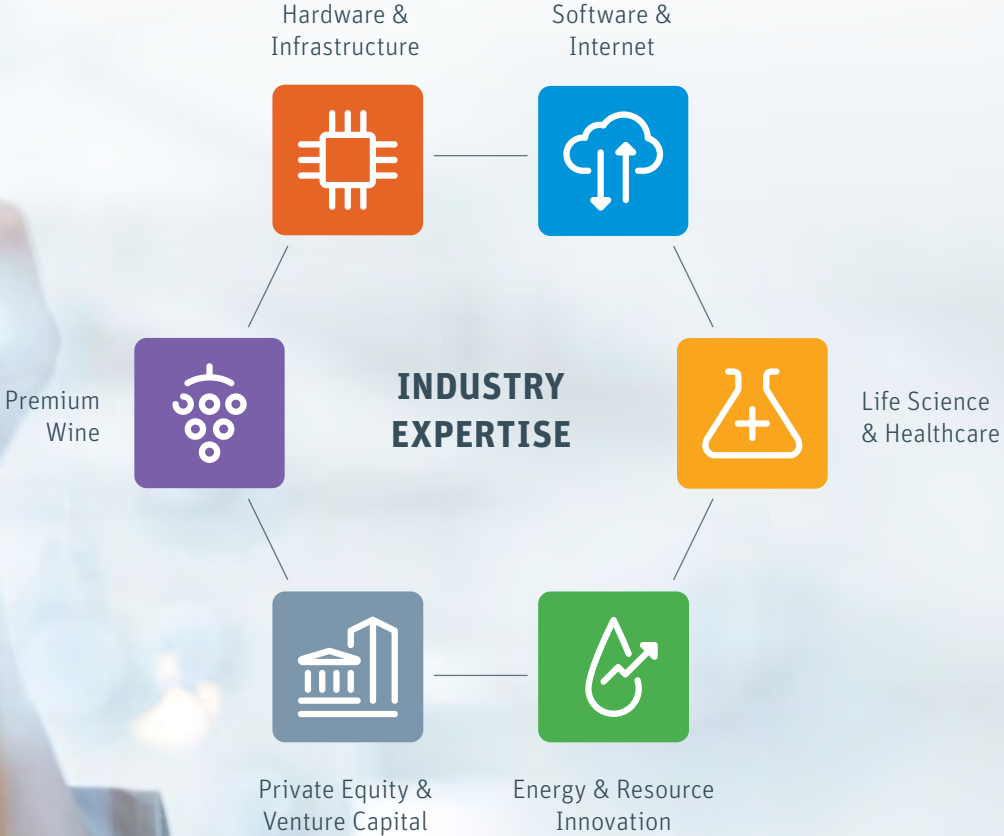 Hardware &
Infrastructure
Software &
Internet
Premium
Wine
INDUSTRY
EXPERTISE
Life Science
& Healthcare
Private Equity &
Venture Capital
Energy & Resource
Innovation